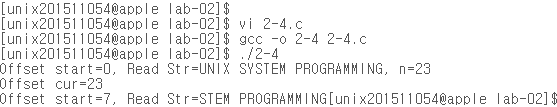 [unix201511054@apple lab-02]$
[unix201511054@apple lab-02]$ vi 2-4.c
[unix201511054@apple lab-02]$ gcc -o 2-4 2-4.c
[unix201511054@apple lab-02]$ ./2-4
Offset start=0, Read Str=UNIX SYSTEM PROGRAMMING, n=23
Offset cur=23
Offset start=7, Read Str=STEM PROGRAMMING[unix201511054@apple lab-02]$